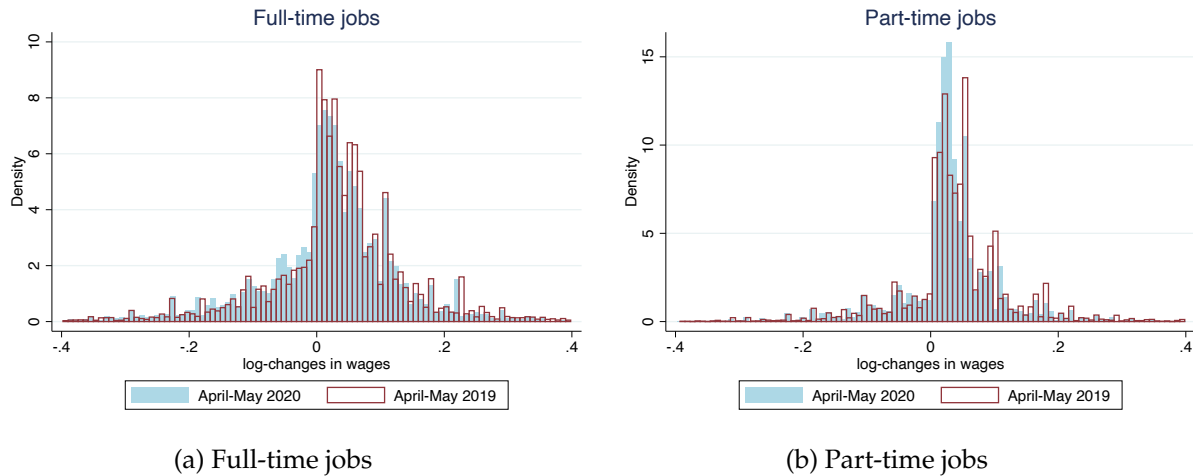 Full-time jobs
10
8
6
4
2
0
Density
-.4
-.2
0
.2
.4
log-changes in wages
April-May 2020
April-May 2019
(a) Full-time jobs
Part-time jobs
15
10
5
0
Density
-.4
-.2
0
.2
.4
log-changes in wages
April-May 2020
April-May 2019
(b) Part-time jobs